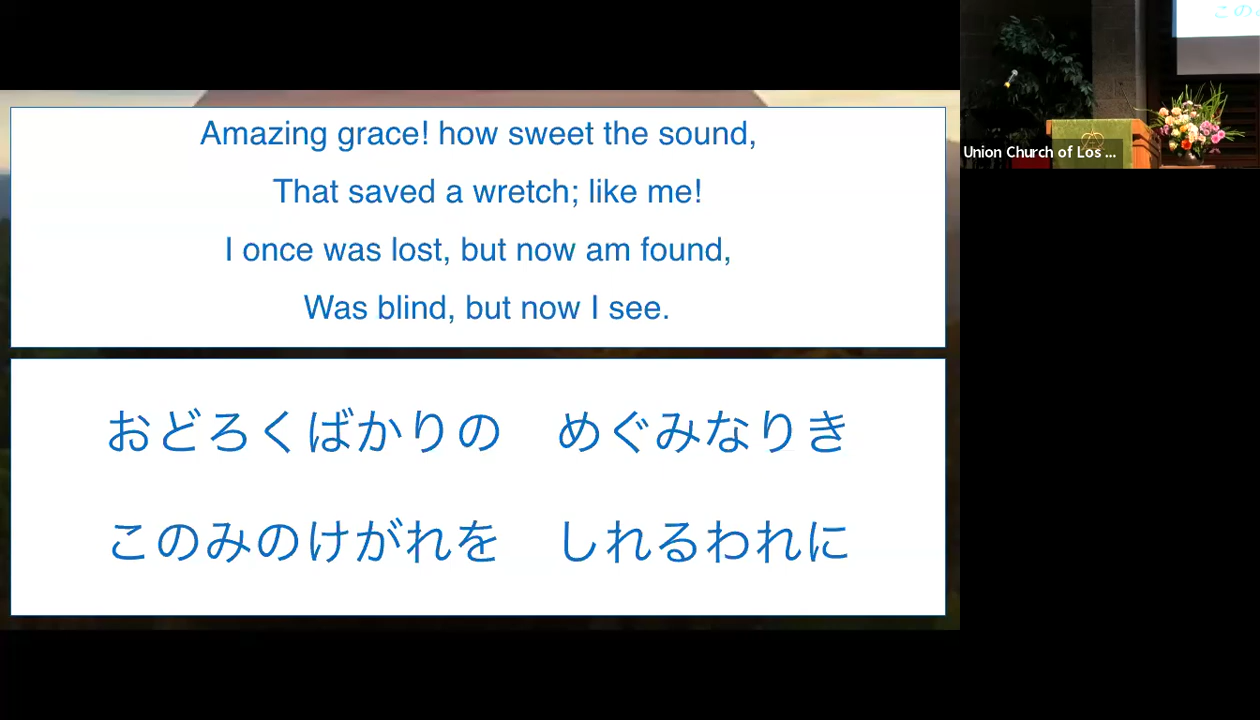 Amazing grace! how sweet the sound,
That saved a wretch; like me!
I once was lost, but now am found,
Was blind, but now I see.
おどろくばかりの　めぐみなりき
このみのけがれを　しれるわれに
この
Union Church of Los ...